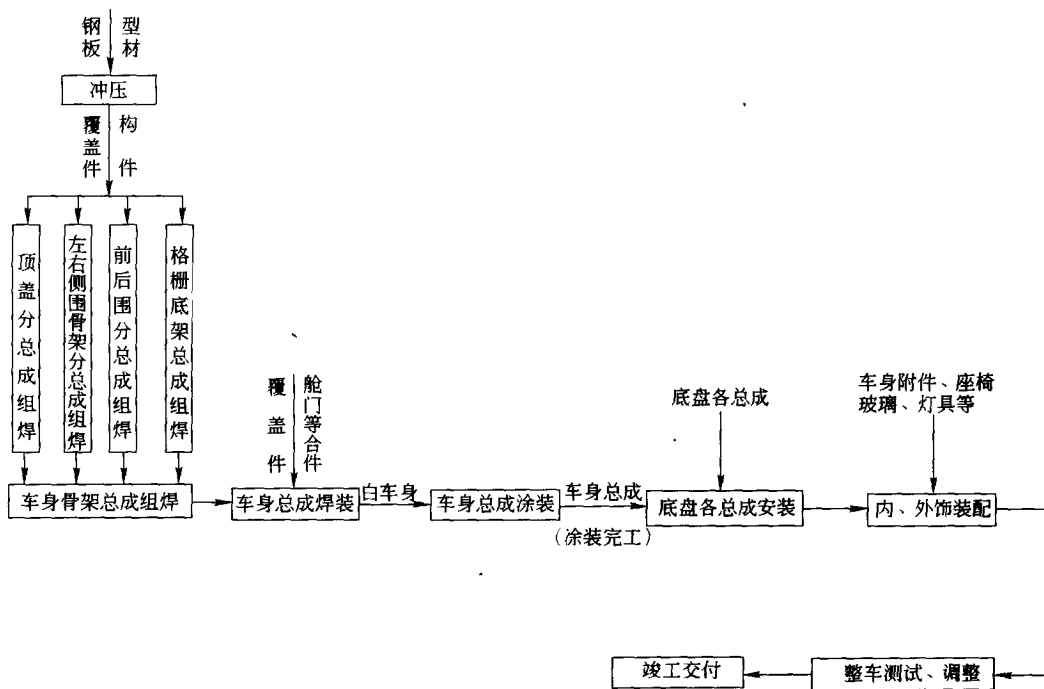 钢板
型材
冲压
覆盖件
构件
顶盖分总成组焊
左右侧围骨架分总成组焊
前后围分总成组焊
格栅底架总成组焊
车身骨架总成组焊
覆盖件
舱门等合件
车身总成焊装
白车身
车身总成涂装
车身总成
(涂装完工)
底盘各总成
底盘各总成安装
车身附件、座椅
玻璃、灯具等
内、外饰装配
整车测试、调整
竣工交付